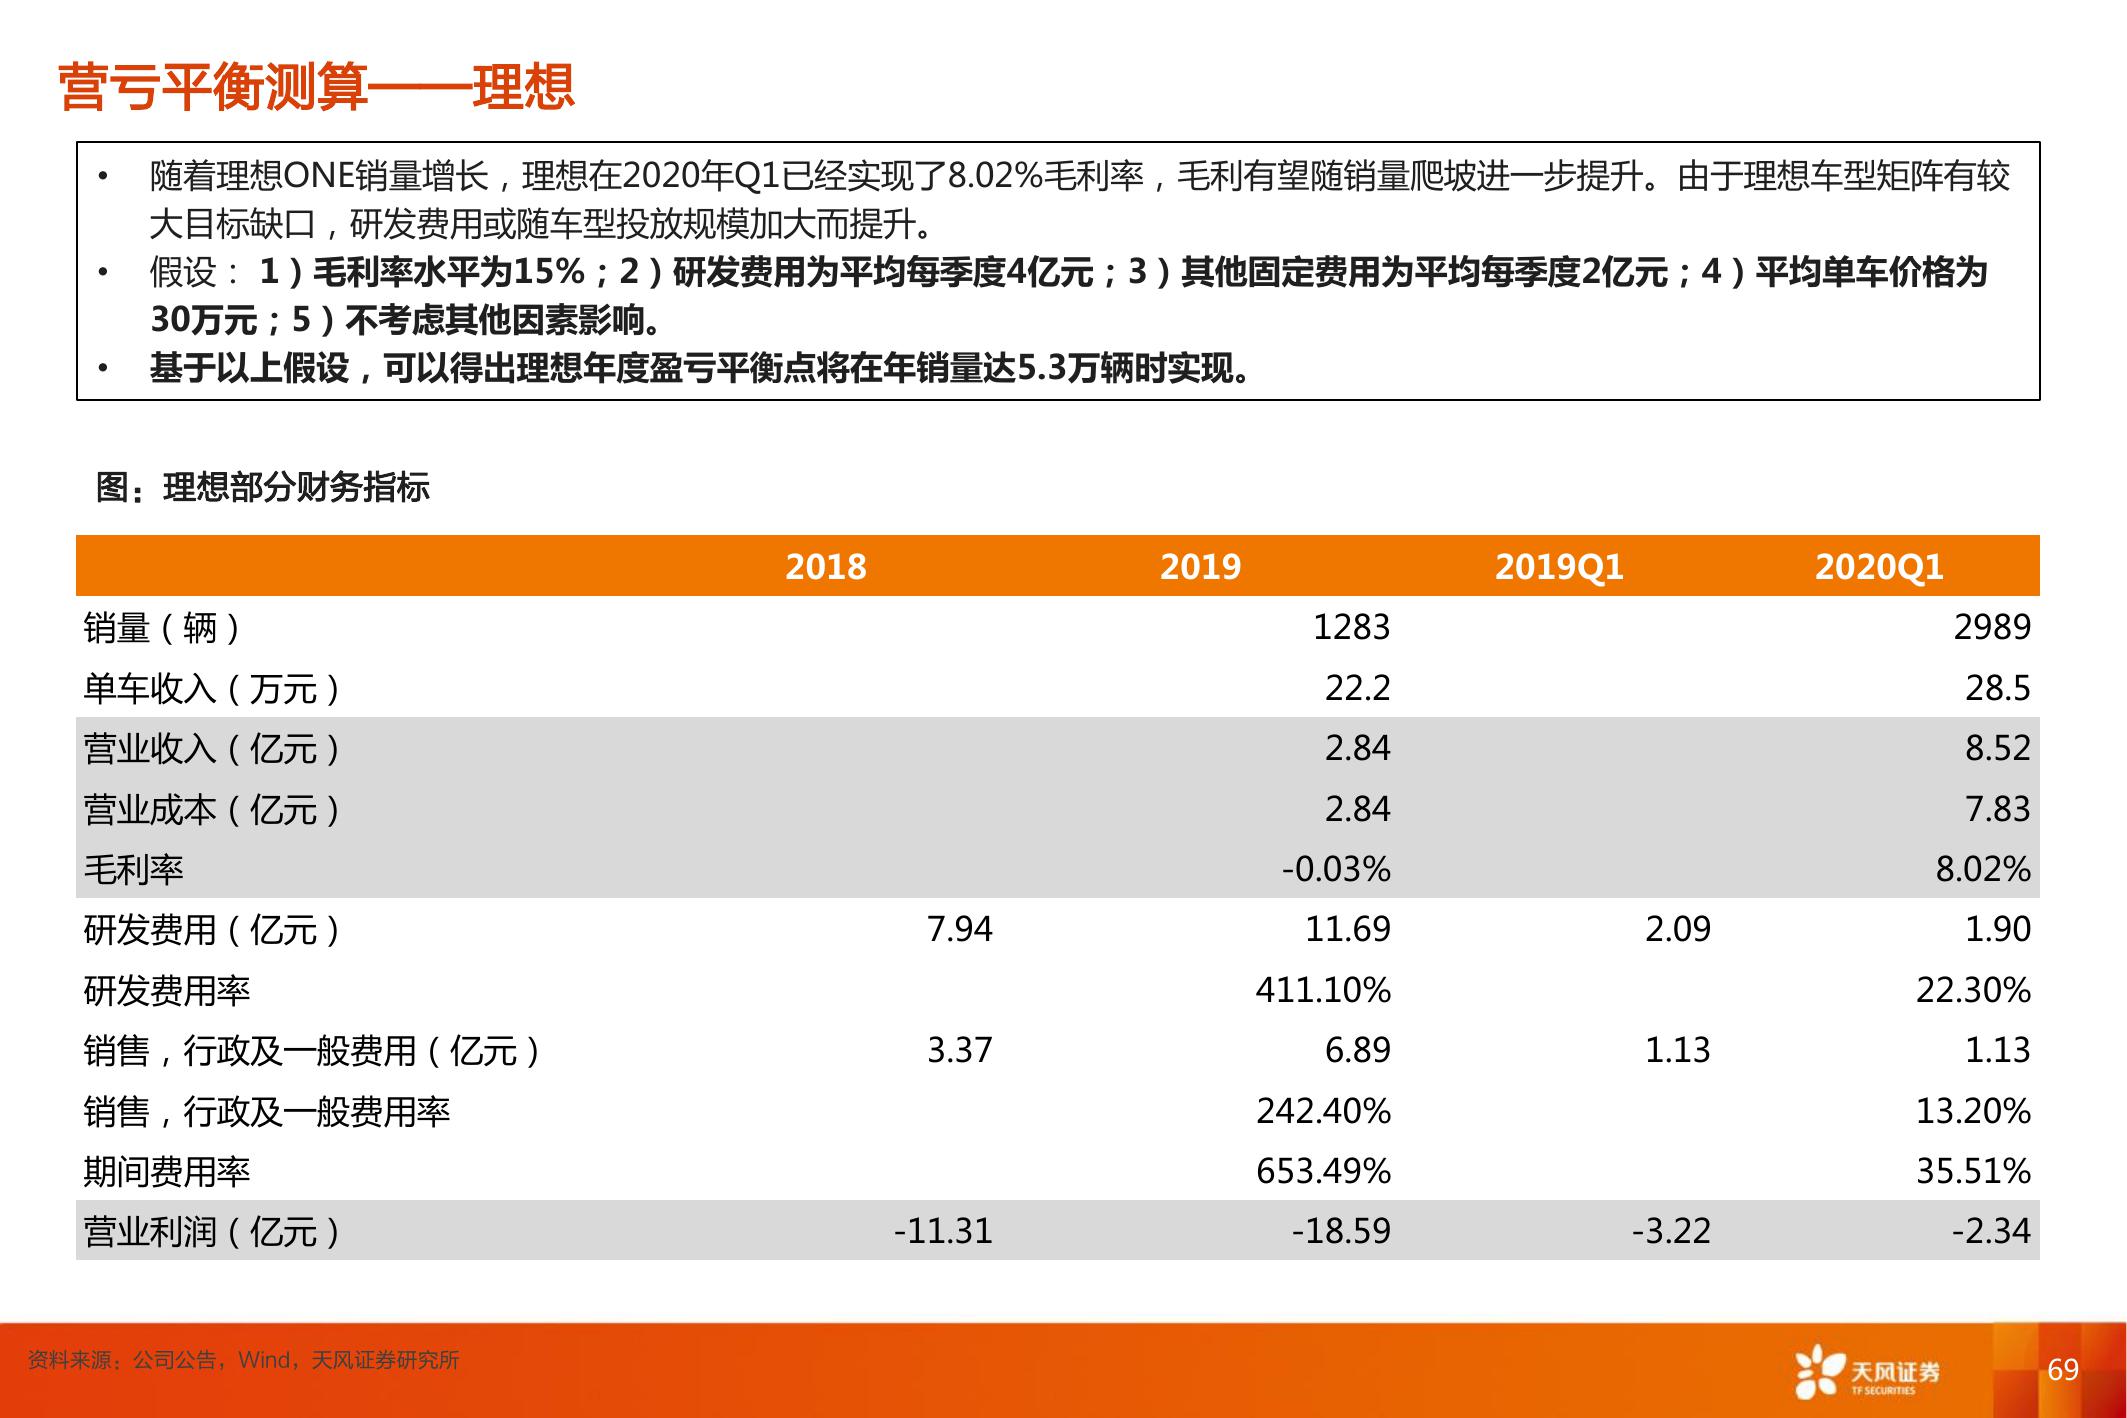 营亏平衡测算——理想
• 随着理想ONE销量增长，理想在2020年Q1已经实现了8.02%毛利率，毛利有望随销量爬坡进一步提升。由于理想车型矩阵有较
大目标缺口，研发费用或随车型投放规模加大而提升。
• 假设：1）毛利率水平为15%；2）研发费用为平均每季度4亿元；3）其他固定费用为平均每季度2亿元；4）平均单车价格为
30万元；5）不考虑其他因素影响。
• 基于以上假设，可以得出理想年度盈亏平衡点将在年销量达5.3万辆时实现。
图：理想部分财务指标
2018 2019 2019Q1 2020Q1
销量（辆） 1283 2989
单车收入（万元） 22.2 28.5
营业收入（亿元） 2.84 8.52
营业成本（亿元） 2.84 7.83
毛利率 -0.03% 8.02%
研发费用（亿元） 7.94 11.69 2.09 1.90
研发费用率 411.10% 22.30%
销售，行政及一般费用（亿元） 3.37 6.89 1.13 1.13
销售，行政及一般费用率 242.40% 13.20%
期间费用率 653.49% 35.51%
营业利润（亿元） -11.31 -18.59 -3.22 -2.34
资料来源：公司公告，Wind，天风证券研究所
天风证券
TF SECURITIES
69